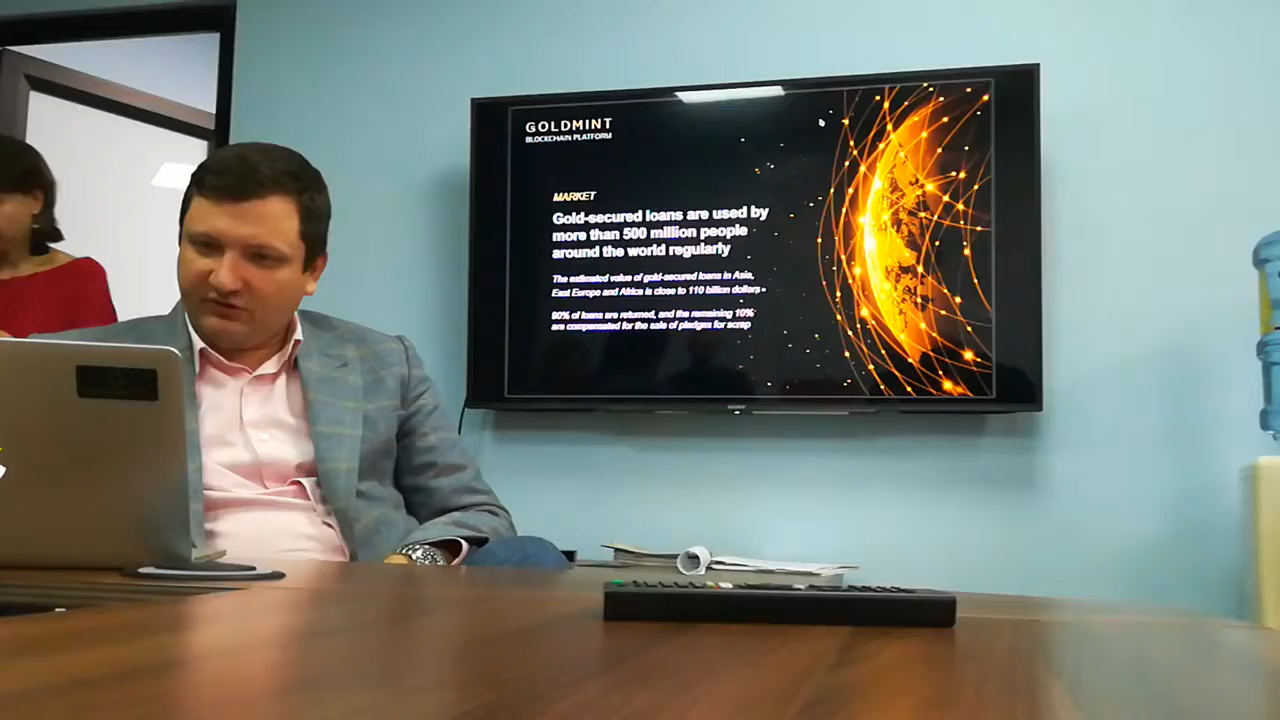 GOLDMINT
BLOCKCHAIN PLATFORM
MARKET
Gold-secured loans are used by
more than 500 million people
around the world regularly
The estimated value of gold-secured loans in Asia,
East Europe and Africa is close to 110 billion dollars
90% of loans are returned, and the remaining 10%
are compensated for the sale of pledges for scrap
SONY